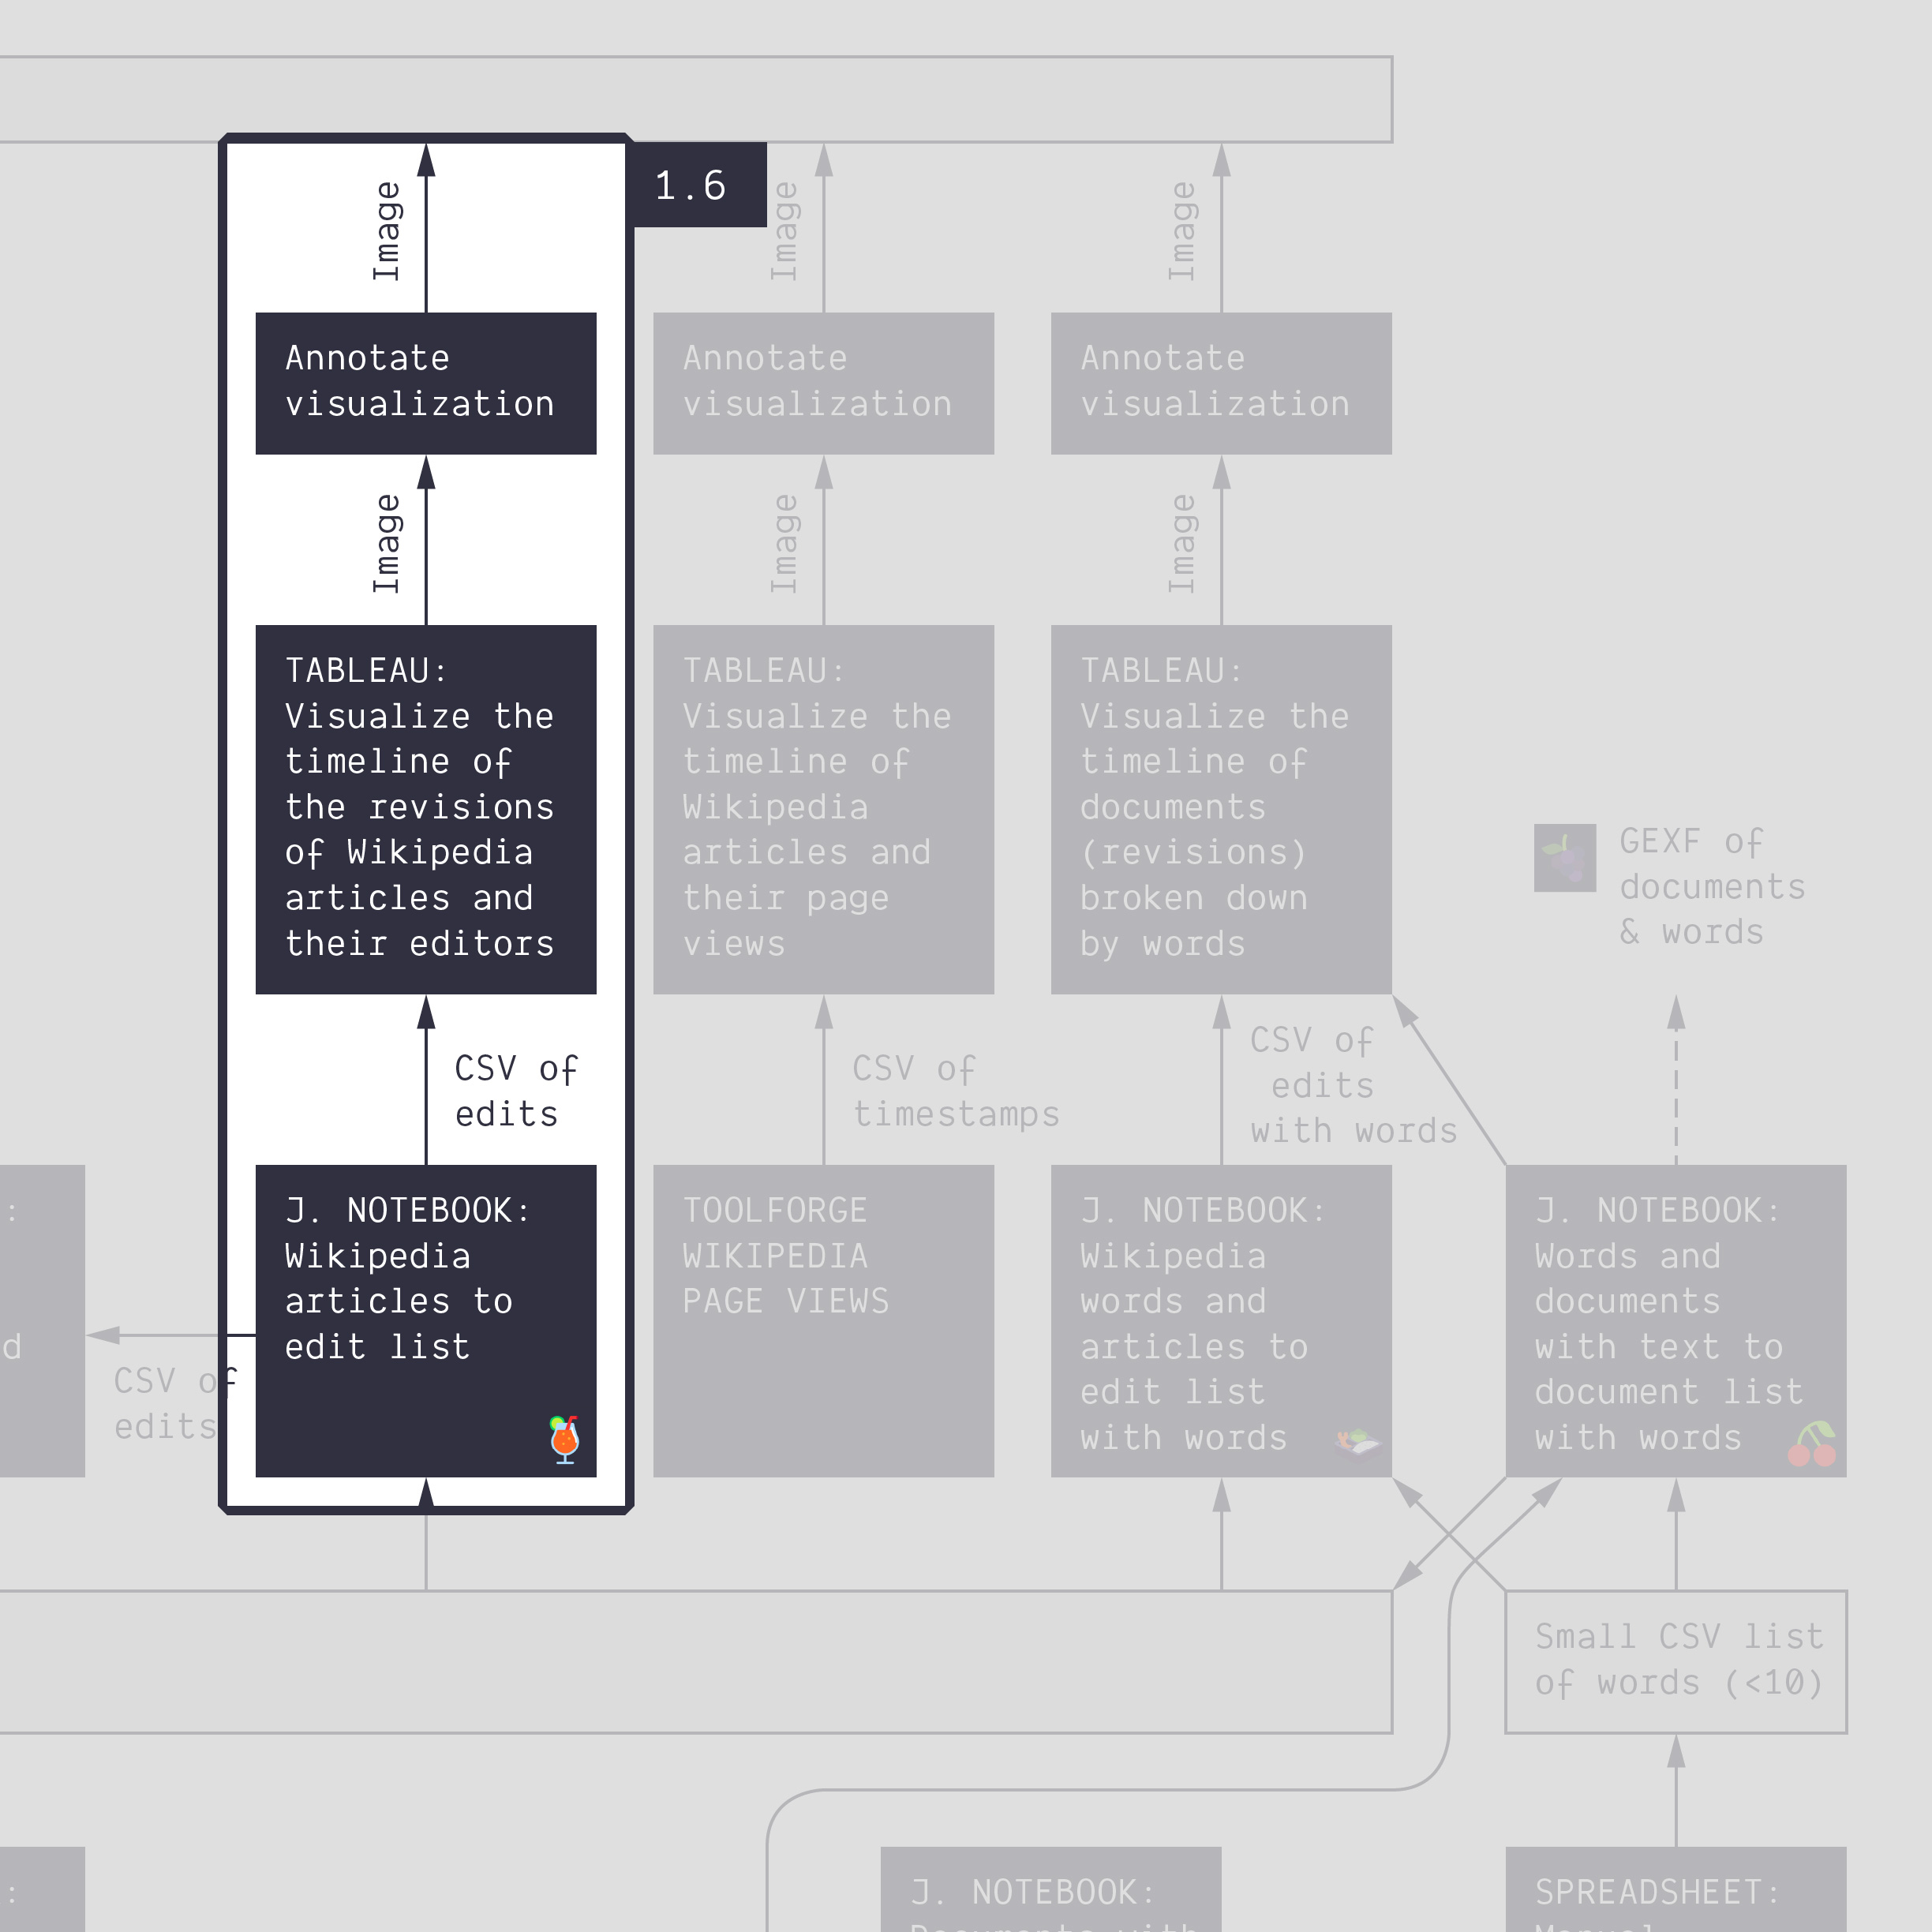 1.6
Image
Image
Image
Annotate
visualization
Annotate
visualization
Annotate
visualization
Image
Image
Image
TABLEAU:
Visualize the
timeline of
the revisions
of Wikipedia
articles and
their editors
TABLEAU:
Visualize the
timeline of
Wikipedia
articles and
their page
views
TABLEAU:
Visualize the
timeline of
documents
(revisions)
broken down
by words
GEXF of
documents
& words
CSV of
edits
CSV of
timestamps
CSV of
edits
with words
:
d
CSV of
edits
J. NOTEBOOK:
Wikipedia
articles to
edit list
TOOLFORGE
WIKIPEDIA
PAGE VIEWS
J. NOTEBOOK:
Wikipedia
words and
articles to
edit list
with words
J. NOTEBOOK:
Words and
documents
with text to
document list
with words
Small CSV list
of words (<10)
:
J. NOTEBOOK:
Documents with
SPREADSHEET:
Manual